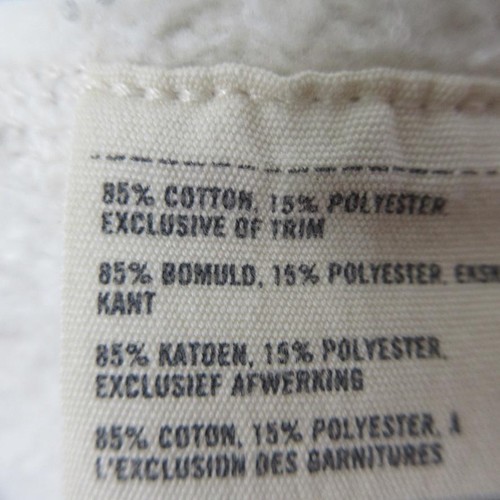 85% COTTON, 15% POLYESTER
EXCLUSIVE OF TRIM
85% BOMULD, 15% POLYESTER.
KANT
85% KATOEN, 15% POLYESTER.
EXCLUSIEF AFWERKING
85% COTON, 15% POLYESTER. À
L'EXCLUSION DES GARNITURES